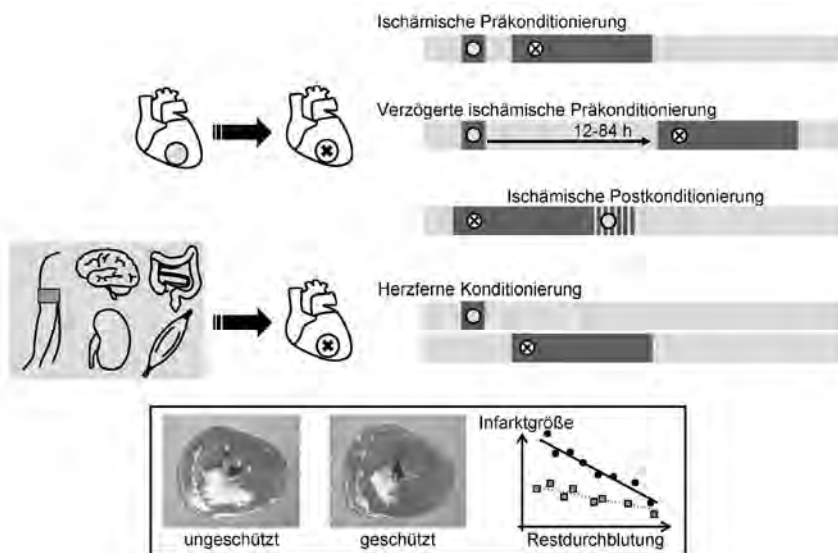 Ischämische Präkonditionierung
Verzögerte ischämische Präkonditionierung
12-84 h
Ischämische Postkonditionierung
Herzferne Konditionierung
Infarktgröße
ungeschützt
geschützt
Restdurchblutung